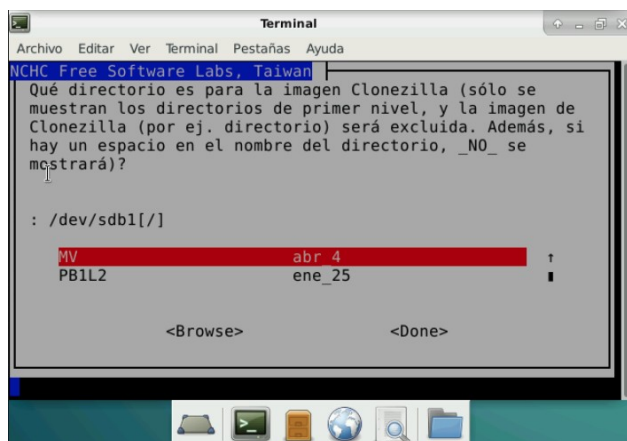 Terminal
Archivo Editar Ver Terminal Pestañas Ayuda
NCHC Free Software Labs, Taiwan
Qué directorio es para la imagen Clonezilla (sólo se
muestran los directorios de primer nivel, y la imagen de
Clonezilla (por ej. directorio) será excluida. Además, si
hay un espacio en el nombre del directorio, _NO_ se
mostrará)?
: /dev/sdb1[/]
MV abr_4
PB1L2 ene_25
<Browse> <Done>